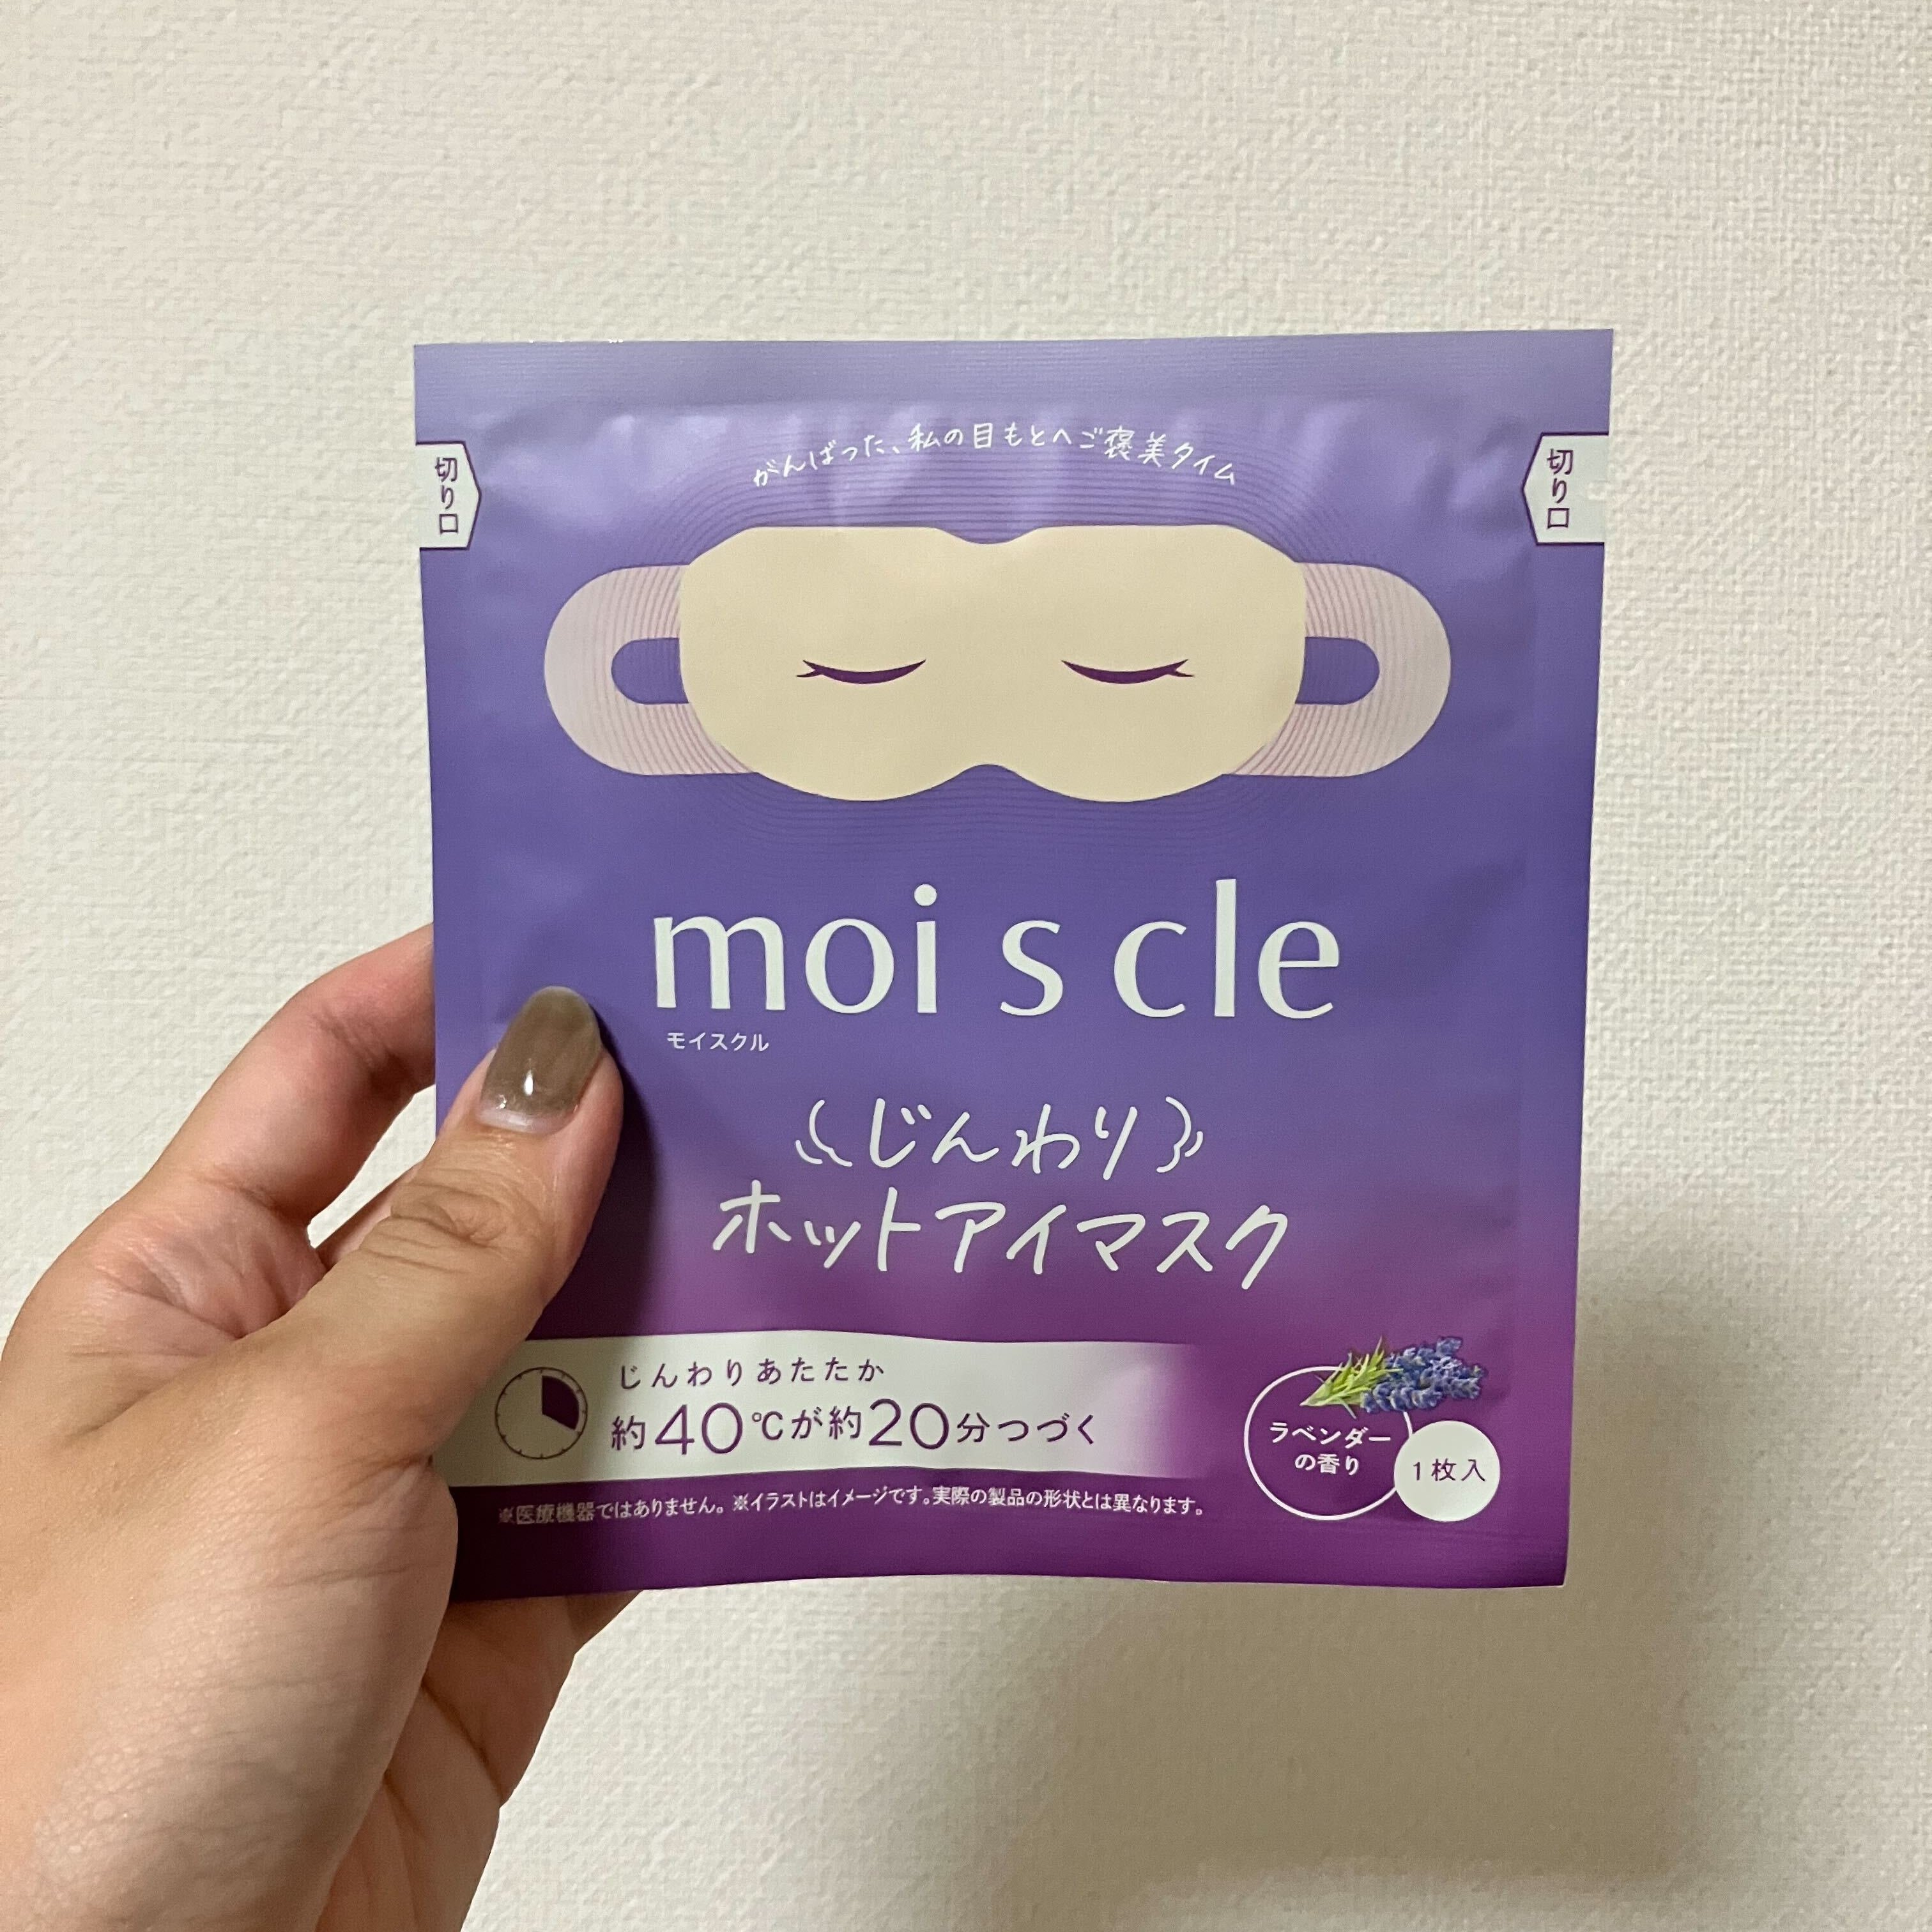 がんばった、私の目もとへご褒美タイム
切り口
切り口
moi s cle
モイスクル
じんわり
ホットアイマスク
じんわりあたたか
約40℃が約20分つづく
ラベンダー
の香り
1枚入
※医療機器ではありません。※イラストはイメージです。実際の製品の形状とは異なります。